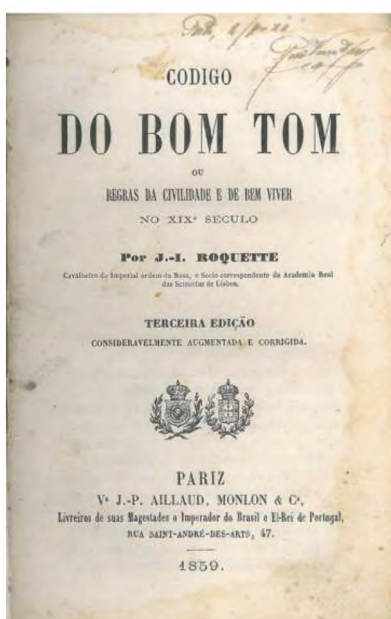 CODIGO
DO BOM TOM
OU
REGRAS DA CIVILIDADE E DE BEM VIVER
NO XIXº SECULO
Por J.-I. ROQUETTE
Cavalheiro da Imperial ordem da Rosa, e Socio correspondente da Academia Real
das Sciencias de Lisboa.
TERCEIRA EDIÇÃO
CONSIDERAVELMENTE AUGMENTADA E CORRIGIDA.
PARIZ
Vª J.-P. AILLAUD, MONLON & Cª,
Livreiros de suas Magestades o Imperador do Brasil e El-Rei de Portugal,
RUA SAINT-ANDRÉ-DES-ARTS, 47.
1859.